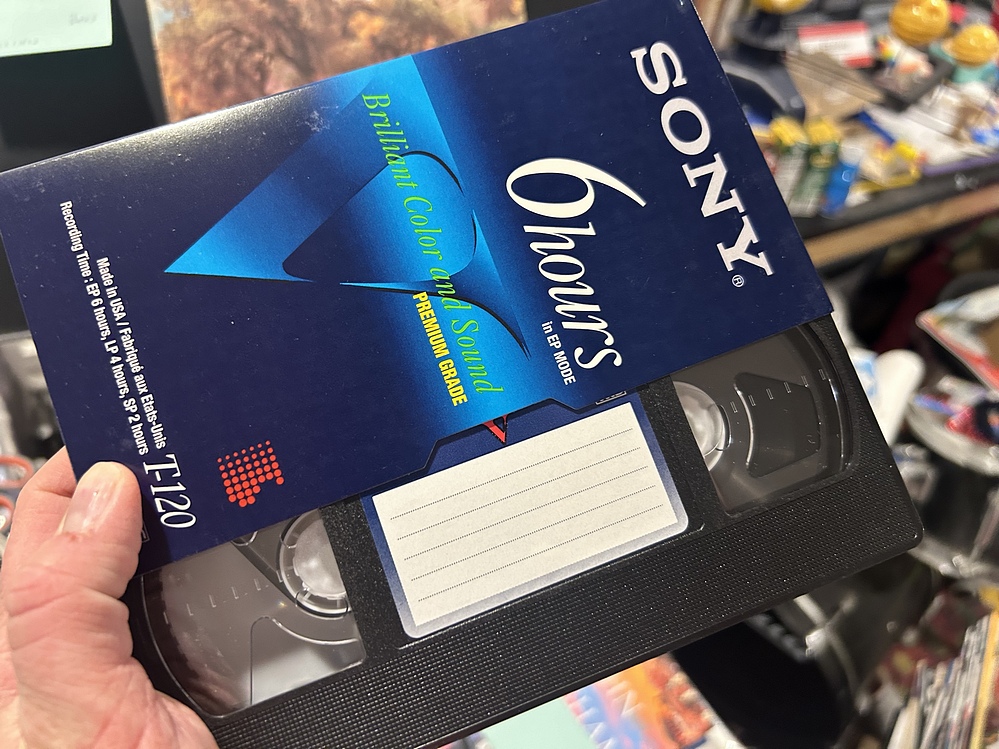 SONY®
6hours
in EP MODE
Brilliant Color and Sound
PREMIUM GRADE
T-120
Made in USA / Fabriqué aux Etats-Unis
Recording Time : EP 6 hours, LP 4 hours, SP 2 hours